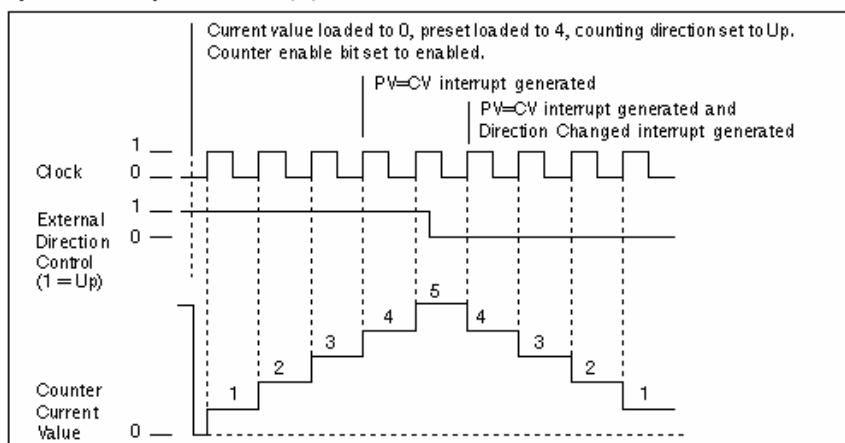 Current value loaded to 0, preset loaded to 4, counting direction set to Up.
Counter enable bit set to enabled.
PV=CV interrupt generated
PV=CV interrupt generated and
Direction Changed interrupt generated
1
Clock 0
1
External
Direction 0
Control
(1 = Up)
5
4 4
3 3
2 2
Counter 1 1
Current
Value 0